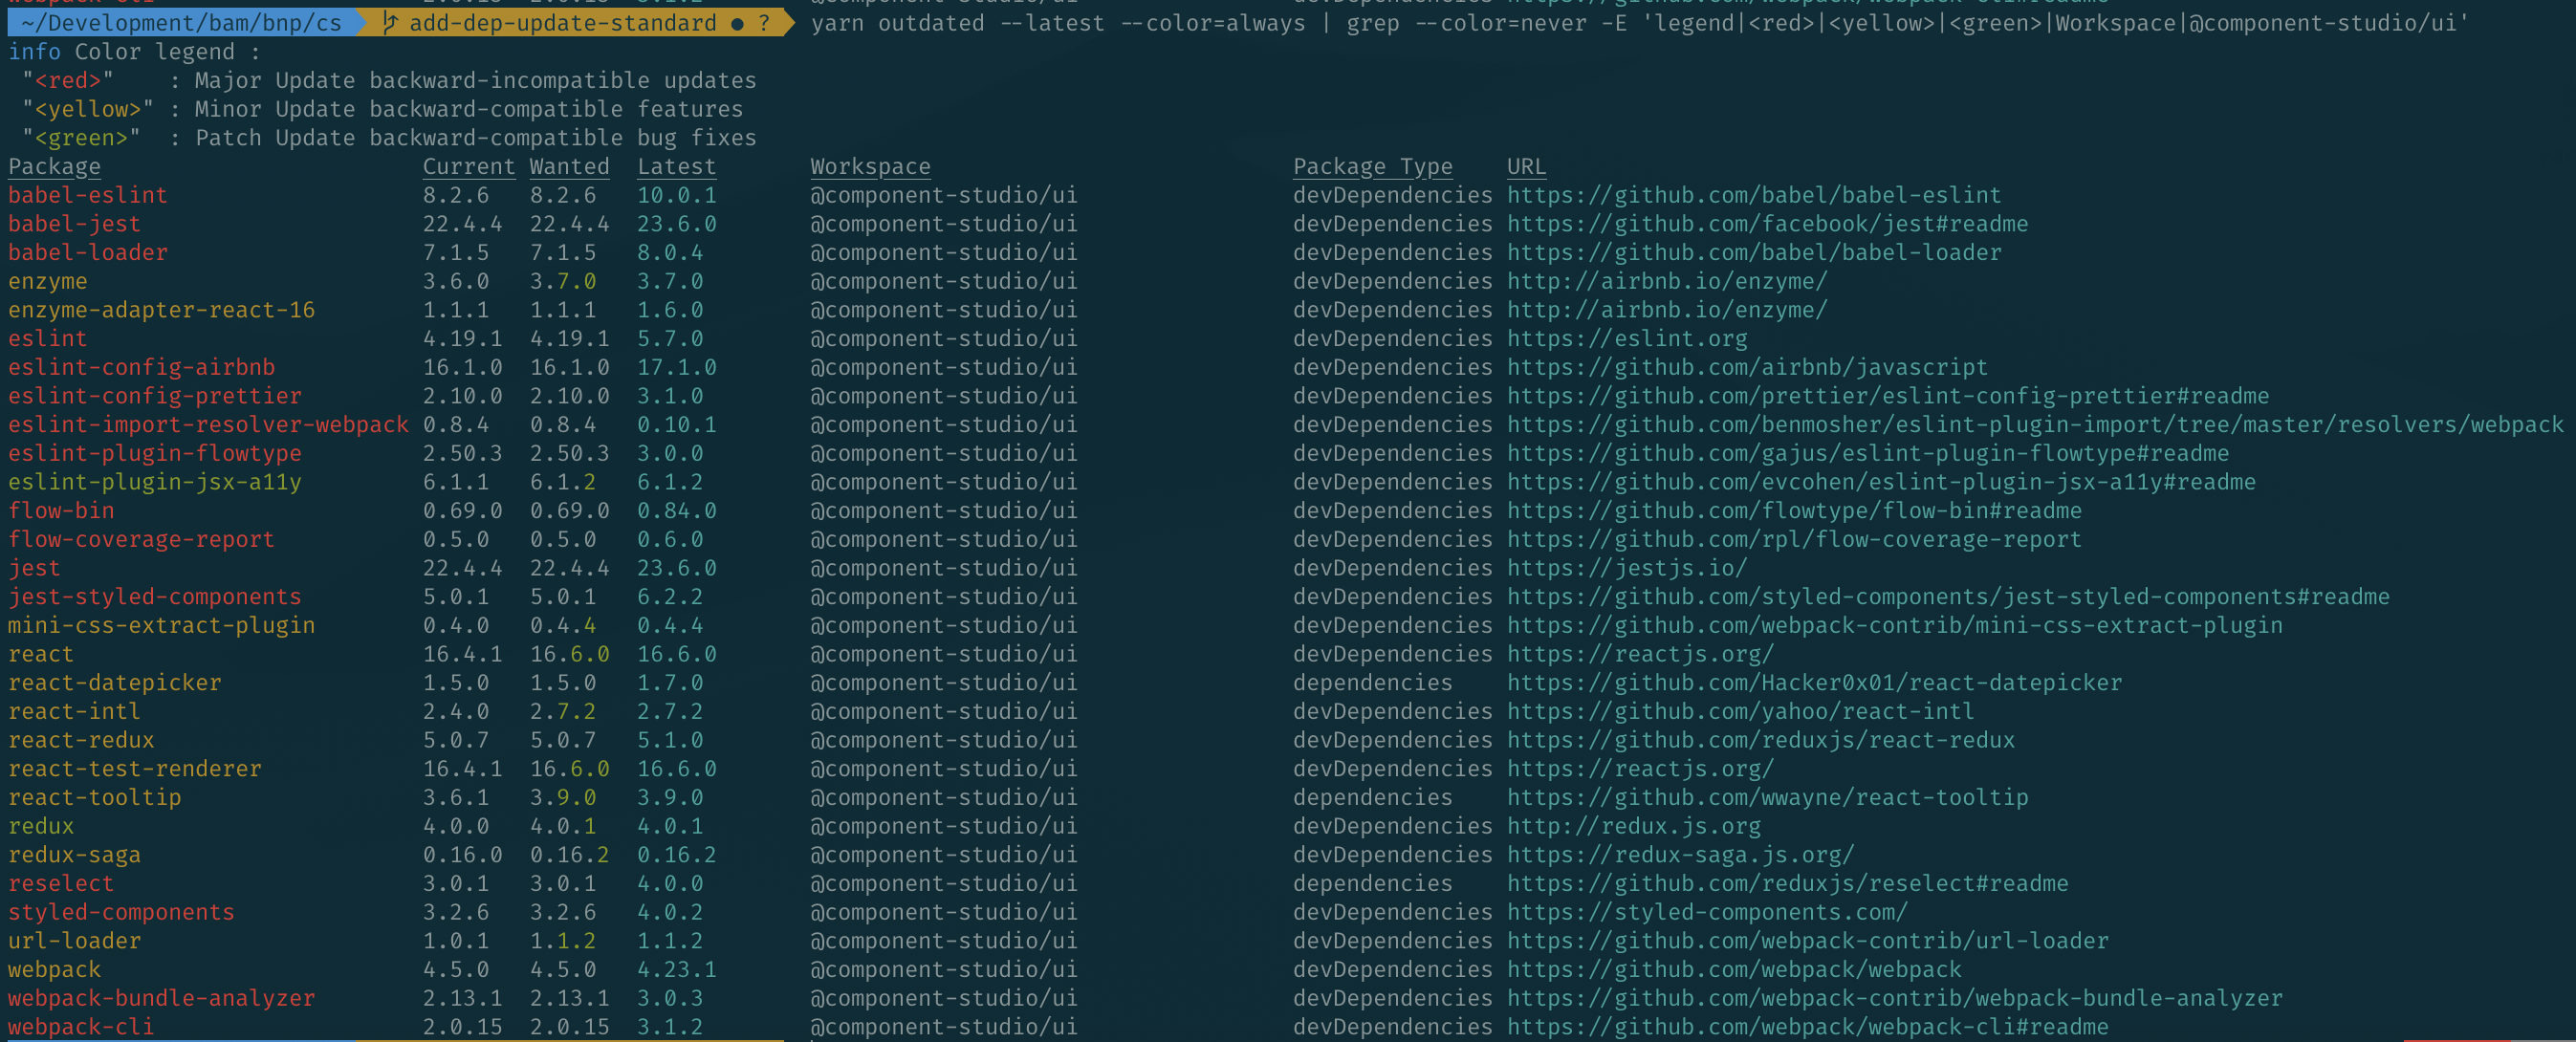 ~/Development/bam/bnp/cs add-dep-update-standard ● ? yarn outdated --latest --color=always | grep --color=never -E 'legend|<red>|<yellow>|<green>|Workspace|@component-studio/ui'
info Color legend :
"<red>" : Major Update backward-incompatible updates
"<yellow>" : Minor Update backward-compatible features
"<green>" : Patch Update backward-compatible bug fixes
Package Current Wanted Latest Workspace Package Type URL
babel-eslint 8.2.6 8.2.6 10.0.1 @component-studio/ui devDependencies https://github.com/babel/babel-eslint
babel-jest 22.4.4 22.4.4 23.6.0 @component-studio/ui devDependencies https://github.com/facebook/jest#readme
babel-loader 7.1.5 7.1.5 8.0.4 @component-studio/ui devDependencies https://github.com/babel/babel-loader
enzyme 3.6.0 3.7.0 3.7.0 @component-studio/ui devDependencies http://airbnb.io/enzyme/
enzyme-adapter-react-16 1.1.1 1.1.1 1.6.0 @component-studio/ui devDependencies http://airbnb.io/enzyme/
eslint 4.19.1 4.19.1 5.7.0 @component-studio/ui devDependencies https://eslint.org
eslint-config-airbnb 16.1.0 16.1.0 17.1.0 @component-studio/ui devDependencies https://github.com/airbnb/javascript
eslint-config-prettier 2.10.0 2.10.0 3.1.0 @component-studio/ui devDependencies https://github.com/prettier/eslint-config-prettier#readme
eslint-import-resolver-webpack 0.8.4 0.8.4 0.10.1 @component-studio/ui devDependencies https://github.com/benmosher/eslint-plugin-import/tree/master/resolvers/webpack
eslint-plugin-flowtype 2.50.3 2.50.3 3.0.0 @component-studio/ui devDependencies https://github.com/gajus/eslint-plugin-flowtype#readme
eslint-plugin-jsx-a11y 6.1.1 6.1.2 6.1.2 @component-studio/ui devDependencies https://github.com/evcohen/eslint-plugin-jsx-a11y#readme
flow-bin 0.69.0 0.69.0 0.84.0 @component-studio/ui devDependencies https://github.com/flowtype/flow-bin#readme
flow-coverage-report 0.5.0 0.5.0 0.6.0 @component-studio/ui devDependencies https://github.com/rpl/flow-coverage-report
jest 22.4.4 22.4.4 23.6.0 @component-studio/ui devDependencies https://jestjs.io/
jest-styled-components 5.0.1 5.0.1 6.2.2 @component-studio/ui devDependencies https://github.com/styled-components/jest-styled-components#readme
mini-css-extract-plugin 0.4.0 0.4.4 0.4.4 @component-studio/ui devDependencies https://github.com/webpack-contrib/mini-css-extract-plugin
react 16.4.1 16.6.0 16.6.0 @component-studio/ui devDependencies https://reactjs.org/
react-datepicker 1.5.0 1.5.0 1.7.0 @component-studio/ui dependencies https://github.com/Hacker0x01/react-datepicker
react-intl 2.4.0 2.7.2 2.7.2 @component-studio/ui devDependencies https://github.com/yahoo/react-intl
react-redux 5.0.7 5.0.7 5.1.0 @component-studio/ui devDependencies https://github.com/reduxjs/react-redux
react-test-renderer 16.4.1 16.6.0 16.6.0 @component-studio/ui devDependencies https://reactjs.org/
react-tooltip 3.6.1 3.9.0 3.9.0 @component-studio/ui dependencies https://github.com/wwayne/react-tooltip
redux 4.0.0 4.0.1 4.0.1 @component-studio/ui devDependencies http://redux.js.org
redux-saga 0.16.0 0.16.2 0.16.2 @component-studio/ui devDependencies https://redux-saga.js.org/
reselect 3.0.1 3.0.1 4.0.0 @component-studio/ui dependencies https://github.com/reduxjs/reselect#readme
styled-components 3.2.6 3.2.6 4.0.2 @component-studio/ui devDependencies https://styled-components.com/
url-loader 1.0.1 1.1.2 1.1.2 @component-studio/ui devDependencies https://github.com/webpack-contrib/url-loader
webpack 4.5.0 4.5.0 4.23.1 @component-studio/ui devDependencies https://github.com/webpack/webpack
webpack-bundle-analyzer 2.13.1 2.13.1 3.0.3 @component-studio/ui devDependencies https://github.com/webpack-contrib/webpack-bundle-analyzer
webpack-cli 2.0.15 2.0.15 3.1.2 @component-studio/ui devDependencies https://github.com/webpack/webpack-cli#readme